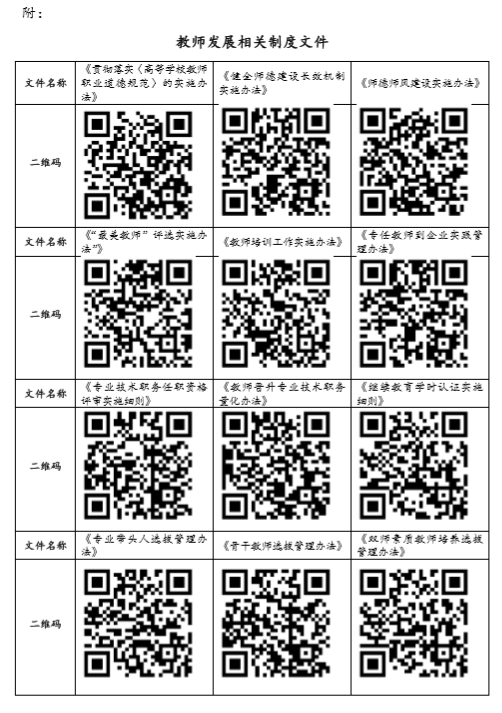 附：
教师发展相关制度文件
文件名称
《贯彻落实〈高等学校教师
职业道德规范〉的实施办
法》
《健全师德建设长效机制
实施办法》
《师德师风建设实施办法》
二维码
文件名称
《“最美教师”评选实施办
法”》
《教师培训工作实施办法》
《专任教师到企业实践管
理办法》
二维码
文件名称
《专业技术职务任职资格
评审实施细则》
《教师晋升专业技术职务
量化办法》
《继续教育学时认证实施
细则》
二维码
文件名称
《专业带头人选拔管理办
法》
《骨干教师选拔管理办法》
《双师素质教师培养选拔
管理办法》
二维码